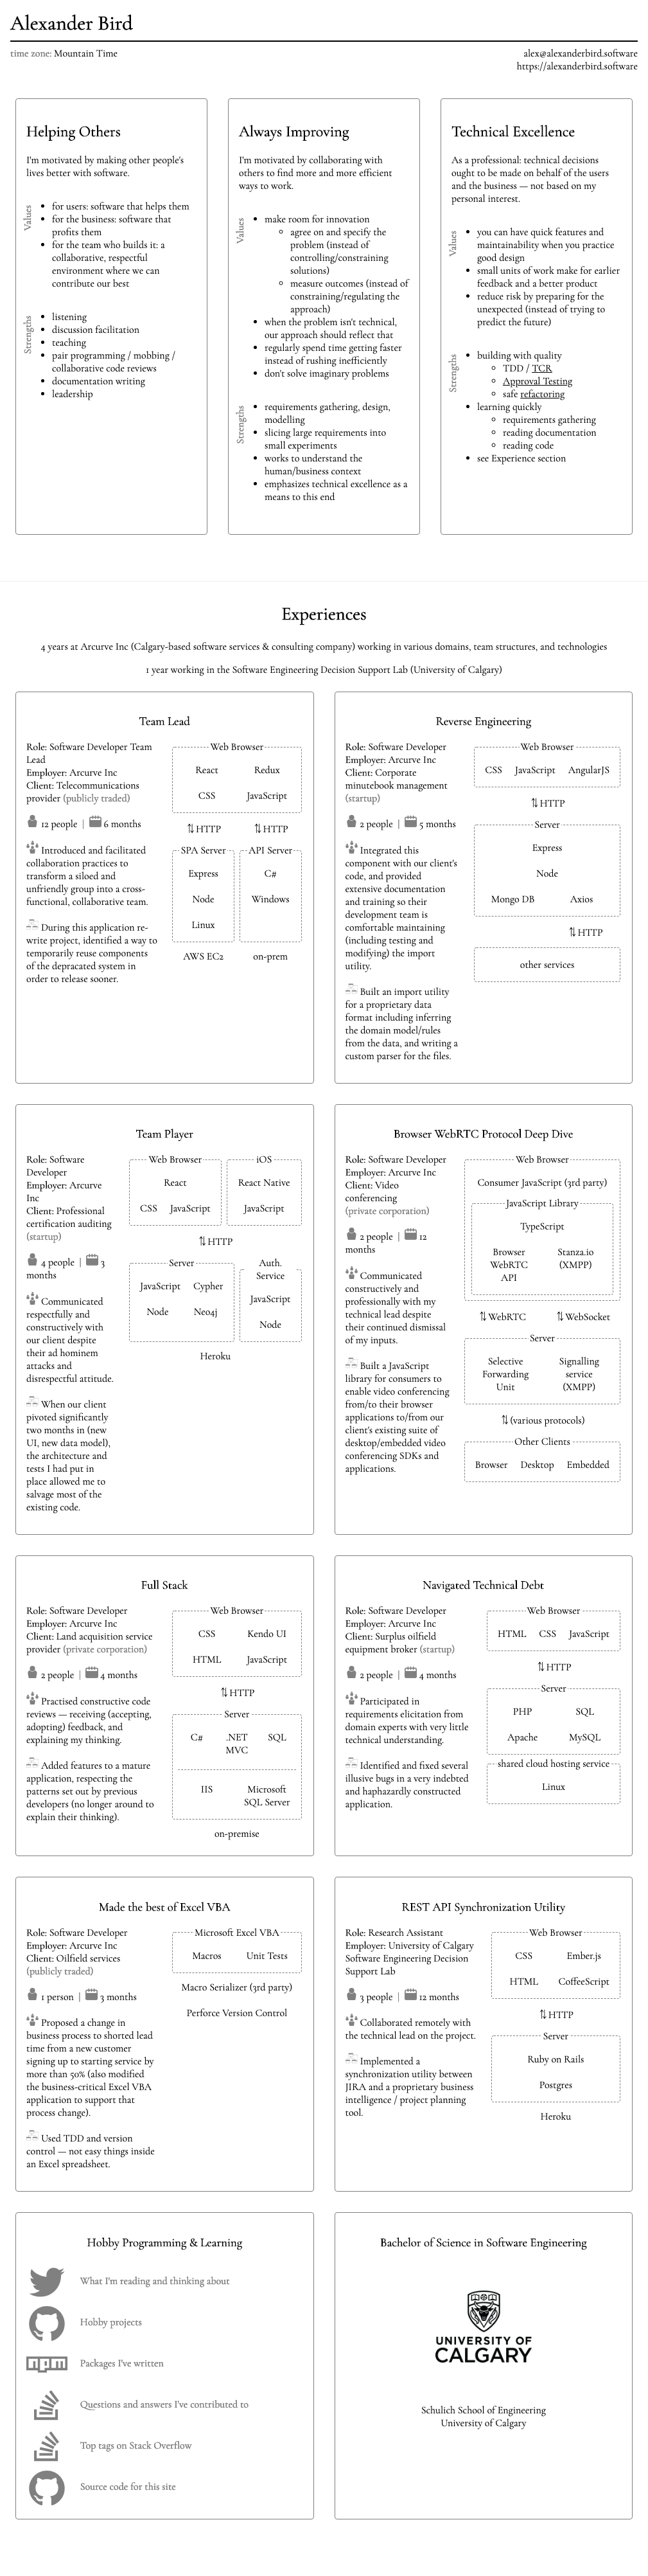 Alexander Bird
time zone: Mountain Time
alex@alexanderbird.software
https://alexanderbird.software
Helping Others
I'm motivated by making other people's
lives better with software.
Values
for users: software that helps them
for the business: software that
profits them
for the team who builds it: a
collaborative, respectful
environment where we can
contribute our best
Strengths
listening
discussion facilitation
teaching
pair programming / mobbing /
collaborative code reviews
documentation writing
leadership
Always Improving
I'm motivated by collaborating with
others to find more and more efficient
ways to work.
Values
make room for innovation
agree on and specify the
problem (instead of
controlling/constraining
solutions)
measure outcomes (instead of
constraining/regulating the
approach)
when the problem isn't technical,
our approach should reflect that
regularly spend time getting faster
instead of rushing inefficiently
don't solve imaginary problems
Strengths
requirements gathering, design,
modelling
slicing large requirements into
small experiments
works to understand the
human/business context
emphasizes technical excellence as a
means to this end
Technical Excellence
As a professional: technical decisions
ought to be made on behalf of the users
and the business — not based on my
personal interest.
Values
you can have quick features and
maintainability when you practice
good design
small units of work make for earlier
feedback and a better product
reduce risk by preparing for the
unexpected (instead of trying to
predict the future)
Strengths
building with quality
TDD / TCR
Approval Testing
safe refactoring
learning quickly
requirements gathering
reading documentation
reading code
see Experience section
Experiences
4 years at Arcurve Inc (Calgary-based software services & consulting company) working in various domains, team structures, and technologies
1 year working in the Software Engineering Decision Support Lab (University of Calgary)
Team Lead
Role: Software Developer Team
Lead
Employer: Arcurve Inc
Client: Telecommunications
provider (publicly traded)
12 people | 6 months
Introduced and facilitated
collaboration practices to
transform a siloed and
unfriendly group into a cross-
functional, collaborative team.
During this application re-
write project, identified a way to
temporarily reuse components
of the depracated system in
order to release sooner.
Web Browser
React Redux
CSS JavaScript
⇅ HTTP ⇅ HTTP
SPA Server API Server
Express C#
Node Windows
Linux
AWS EC2 on-prem
Reverse Engineering
Role: Software Developer
Employer: Arcurve Inc
Client: Corporate
minutebook management
(startup)
2 people | 5 months
Integrated this
component with our client's
code, and provided
extensive documentation
and training so their
development team is
comfortable maintaining
(including testing and
modifying) the import
utility.
Built an import utility
for a proprietary data
format including inferring
the domain model/rules
from the data, and writing a
custom parser for the files.
Web Browser
CSS JavaScript AngularJS
⇅ HTTP
Server
Express
Node
Mongo DB Axios
⇅ HTTP
other services
Team Player
Role: Software
Developer
Employer: Arcurve
Inc
Client: Professional
certification auditing
(startup)
4 people | 3
months
Communicated
respectfully and
constructively with
our client despite
their ad hominem
attacks and
disrespectful attitude.
When our client
pivoted significantly
two months in (new
UI, new data model),
the architecture and
tests I had put in
place allowed me to
salvage most of the
existing code.
Web Browser iOS
React React Native
CSS JavaScript JavaScript
⇅ HTTP
Server Auth.
Service
JavaScript Cypher JavaScript
Node Neo4j Node
Heroku
Browser WebRTC Protocol Deep Dive
Role: Software Developer
Employer: Arcurve Inc
Client: Video
conferencing
(private corporation)
2 people | 12
months
Communicated
constructively and
professionally with my
technical lead despite
their continued dismissal
of my inputs.
Built a JavaScript
library for consumers to
enable video conferencing
from/to their browser
applications to/from our
client's existing suite of
desktop/embedded video
conferencing SDKs and
applications.
Web Browser
Consumer JavaScript (3rd party)
JavaScript Library
TypeScript
Browser
WebRTC
API
Stanza.io
(XMPP)
⇅ WebRTC ⇅ WebSocket
Server
Selective
Forwarding
Unit
Signalling
service
(XMPP)
⇅ (various protocols)
Other Clients
Browser Desktop Embedded
Full Stack
Role: Software Developer
Employer: Arcurve Inc
Client: Land acquisition service
provider (private corporation)
2 people | 4 months
Practised constructive code
reviews — receiving (accepting,
adopting) feedback, and
explaining my thinking.
Added features to a mature
application, respecting the
patterns set out by previous
developers (no longer around to
explain their thinking).
Web Browser
CSS Kendo UI
HTML JavaScript
⇅ HTTP
Server
C# .NET
MVC SQL
IIS Microsoft
SQL Server
on-premise
Navigated Technical Debt
Role: Software Developer
Employer: Arcurve Inc
Client: Surplus oilfield
equipment broker (startup)
2 people | 4 months
Participated in
requirements elicitation from
domain experts with very little
technical understanding.
Identified and fixed several
illusive bugs in a very indebted
and haphazardly constructed
application.
Web Browser
HTML CSS JavaScript
⇅ HTTP
Server
PHP SQL
Apache MySQL
shared cloud hosting service
Linux
Made the best of Excel VBA
Role: Software Developer
Employer: Arcurve Inc
Client: Oilfield services
(publicly traded)
1 person | 3 months
Proposed a change in
business process to shorted lead
time from a new customer
signing up to starting service by
more than 50% (also modified
the business-critical Excel VBA
application to support that
process change).
Used TDD and version
control — not easy things inside
an Excel spreadsheet.
Microsoft Excel VBA
Macros Unit Tests
Macro Serializer (3rd party)
Perforce Version Control
REST API Synchronization Utility
Role: Research Assistant
Employer: University of Calgary
Software Engineering Decision
Support Lab
3 people | 12 months
Collaborated remotely with
the technical lead on the project.
Implemented a
synchronization utility between
JIRA and a proprietary business
intelligence / project planning
tool.
Web Browser
CSS Ember.js
HTML CoffeeScript
⇅ HTTP
Server
Ruby on Rails
Postgres
Heroku
Hobby Programming & Learning
What I'm reading and thinking about
Hobby projects
npm Packages I've written
Questions and answers I've contributed to
Top tags on Stack Overflow
Source code for this site
Bachelor of Science in Software Engineering
UNIVERSITY OF
CALGARY
Schulich School of Engineering
University of Calgary